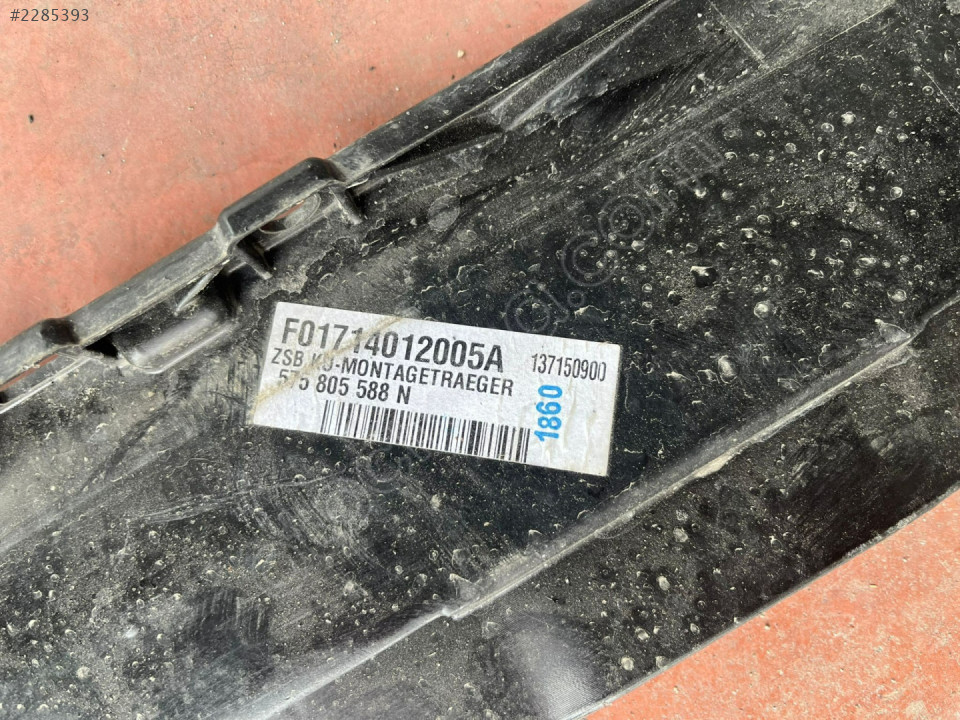 #2285393
F01714012005A
137150900
ZSB KU-MONTAGETRAEGER
575 805 588 N
1860